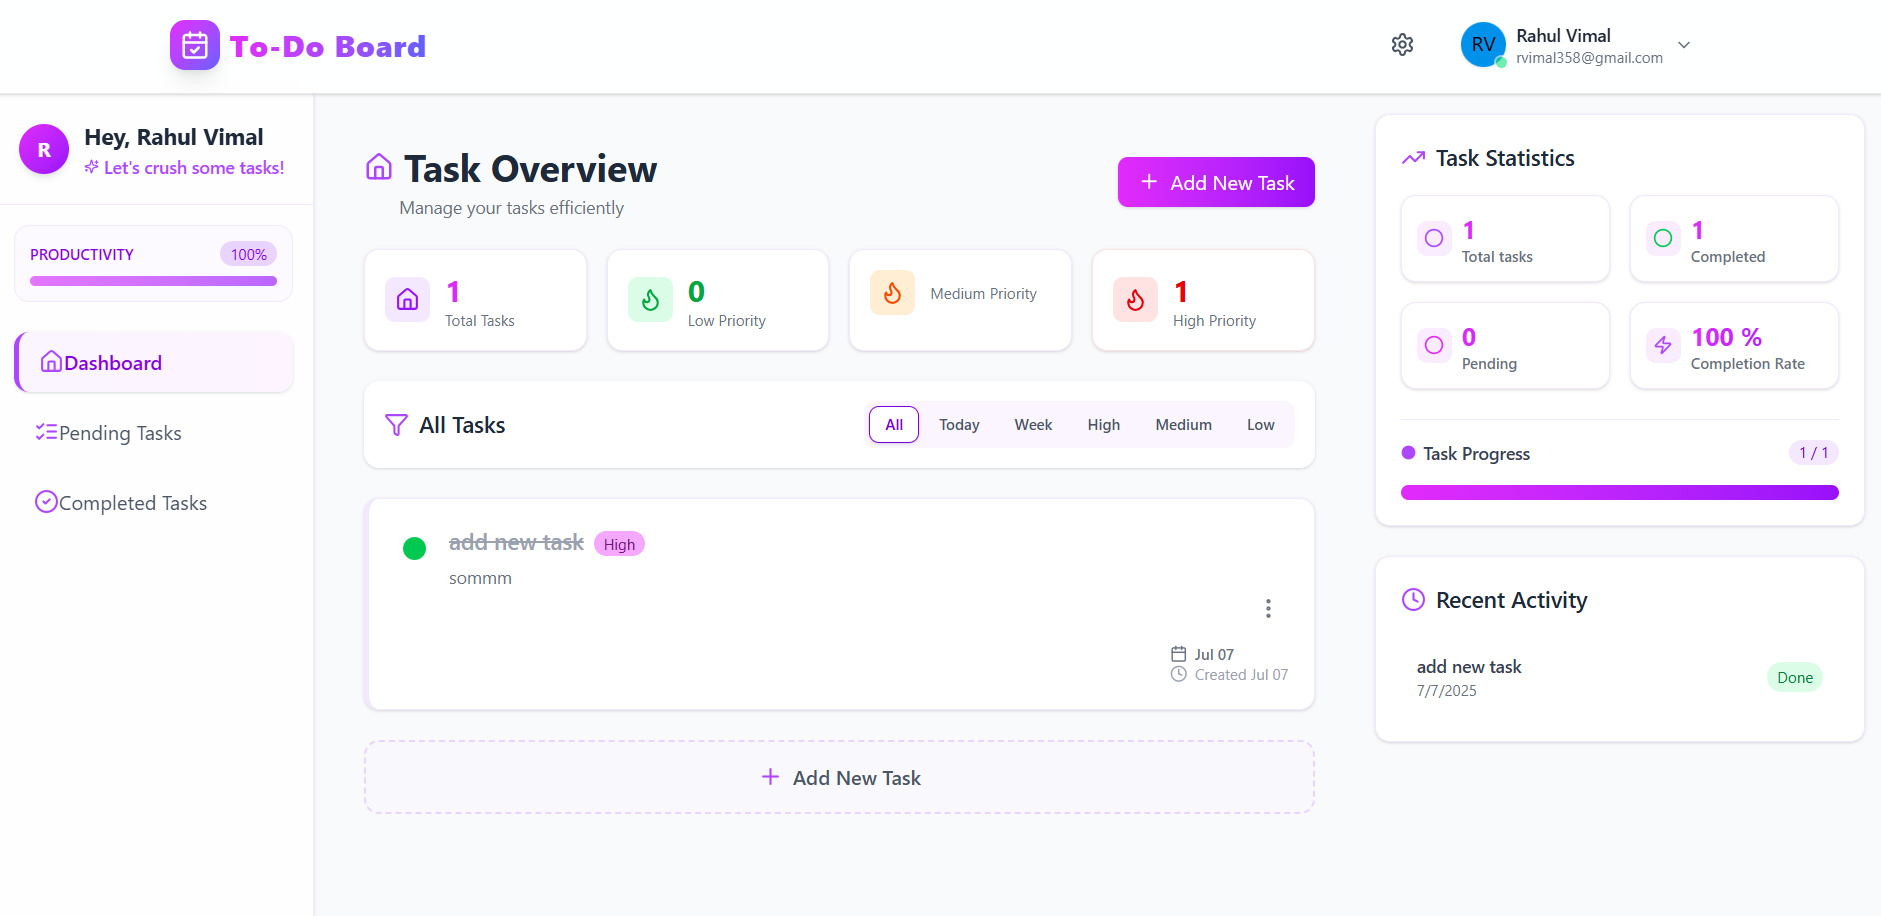 To-Do Board
RV
Rahul Vimal
rvimal358@gmail.com
R
Hey, Rahul Vimal
Let's crush some tasks!
PRODUCTIVITY 100%
Dashboard
Pending Tasks
Completed Tasks
Task Overview
Manage your tasks efficiently
+ Add New Task
1
Total Tasks
0
Low Priority
Medium Priority
1
High Priority
All Tasks
All Today Week High Medium Low
add new task High
sommm
Jul 07
Created Jul 07
+ Add New Task
Task Statistics
1
Total tasks
1
Completed
0
Pending
100 %
Completion Rate
Task Progress 1 / 1
Recent Activity
add new task
7/7/2025
Done